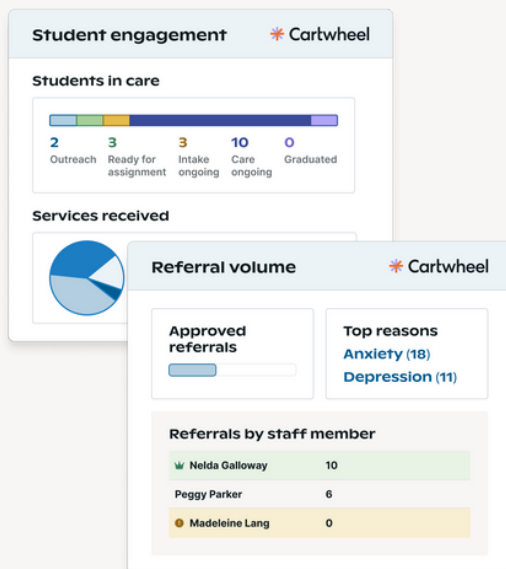 Student engagement
Cartwheel
Students in care
2 3 3 10 0
Outreach Ready for Intake Care Graduated
assignment ongoing ongoing
Services received
Referral volume
Cartwheel
Approved
referrals
Top reasons
Anxiety (18)
Depression (11)
Referrals by staff member
Nelda Galloway 10
Peggy Parker 6
Madeleine Lang 0